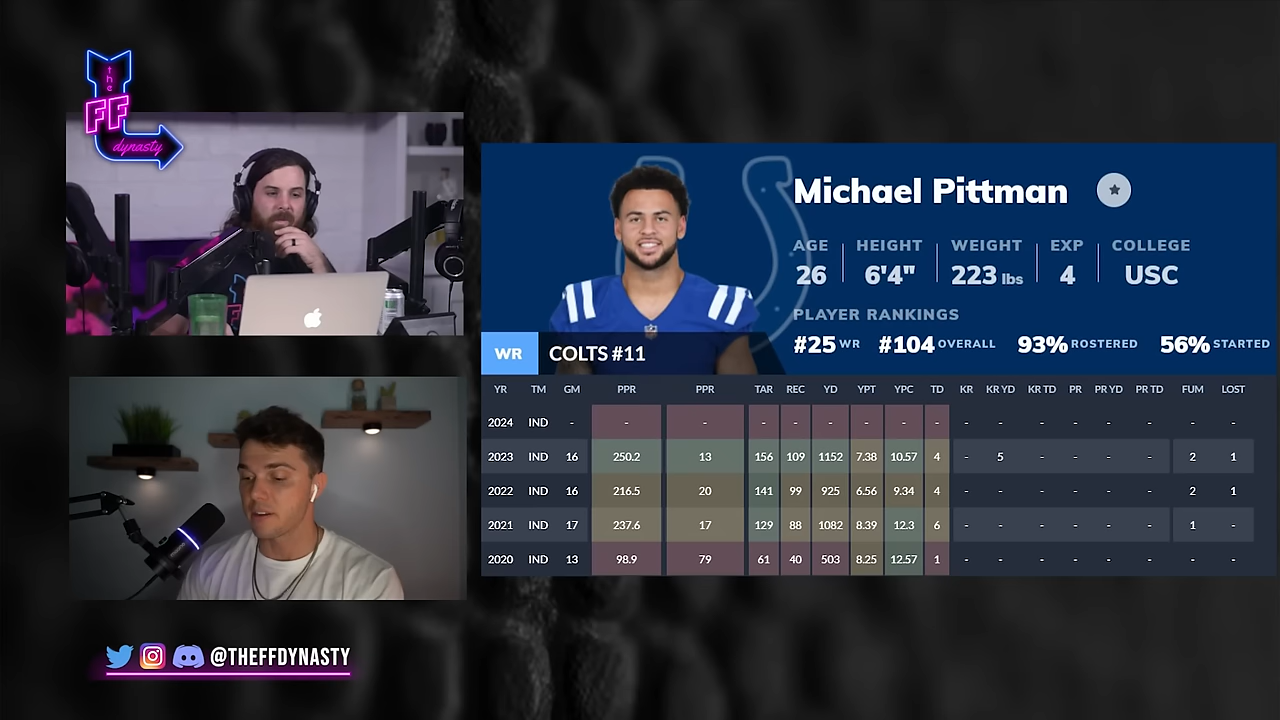 the
FF
dynasty
Michael Pittman
AGE HEIGHT WEIGHT EXP COLLEGE
26 6'4" 223 lbs 4 USC
PLAYER RANKINGS
#25 WR #104 OVERALL 93% ROSTERED 56% STARTED
WR COLTS #11
YR TM GM PPR PPR TAR REC YD YPT YPC TD KR KR YD KR TD PR PR YD PR TD FUM LOST
2024 IND - - - - - - - - - - - - - - - - -
2023 IND 16 250.2 13 156 109 1152 7.38 10.57 4 - 5 - - - - 2 1
2022 IND 16 216.5 20 141 99 925 6.56 9.34 4 - - - - - - 2 1
2021 IND 17 237.6 17 129 88 1082 8.39 12.3 6 - - - - - - 1 -
2020 IND 13 98.9 79 61 40 503 8.25 12.57 1 - - - - - - - -
@THEFFDYNASTY